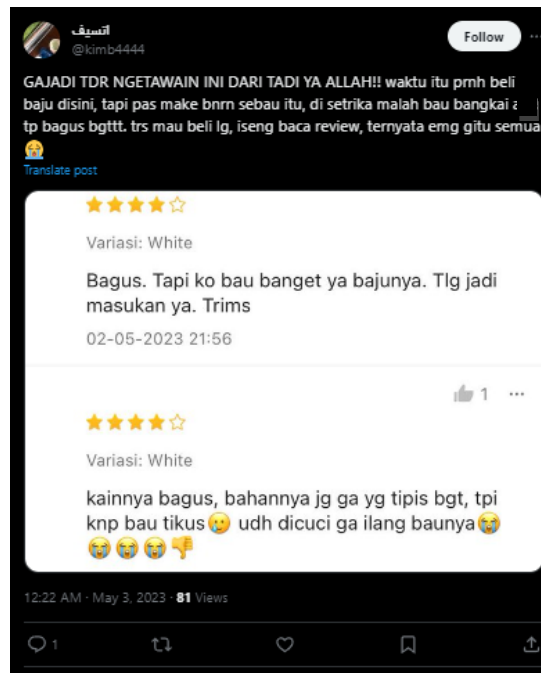 اتسيف
@kimb4444
Follow
GAJADI TDR NGETAWAIN INI DARI TADI YA ALLAH!! waktu itu prnh beli
baju disini, tapi pas make bnrn sebau itu, di setrika malah bau bangkai
tp bagus bgttt. trs mau beli lg, iseng baca review, ternyata emg gitu semua
😭
Translate post
★★★★☆
Variasi: White
Bagus. Tapi ko bau banget ya bajunya. Tlg jadi
masukan ya. Trims
02-05-2023 21:56
1
★★★★☆
Variasi: White
kainnya bagus, bahannya jg ga yg tipis bgt, tpi
knp bau tikus🥲 udh dicuci ga ilang baunya😭
😭😭😭👎
12:22 AM · May 3, 2023 · 81 Views
1